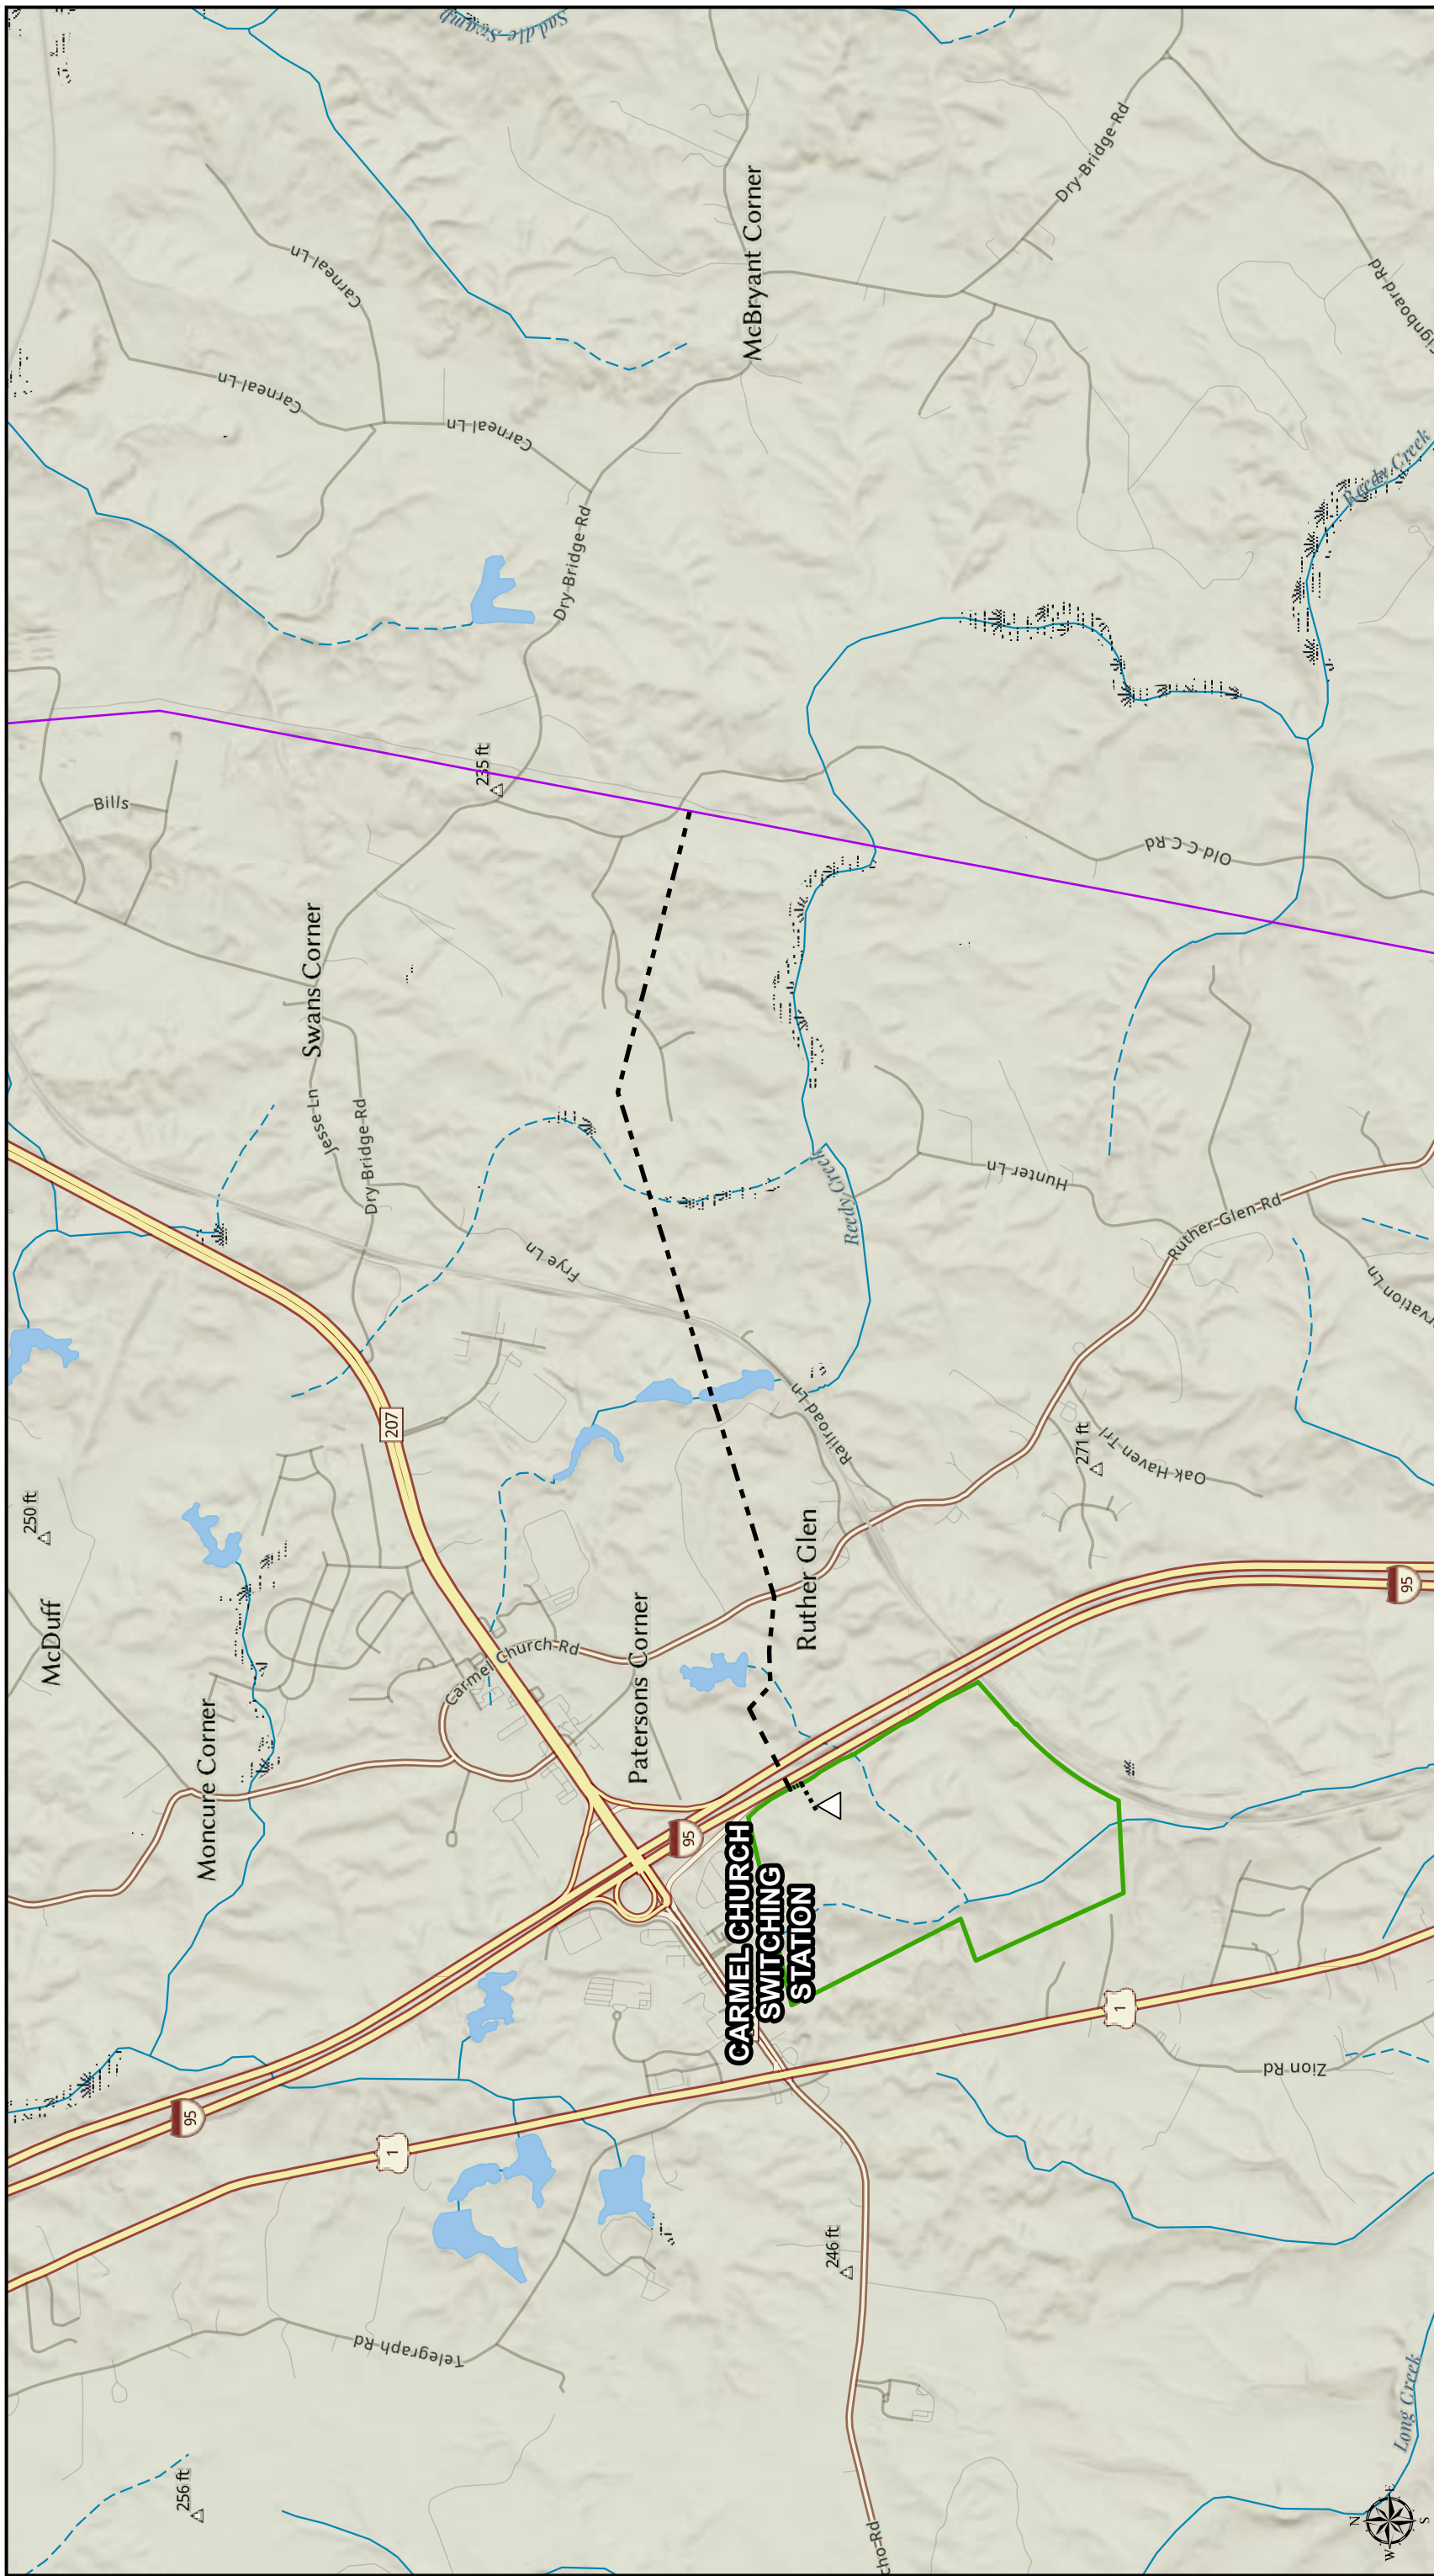 Saddle Swamp
Dry Bridge Rd
McBryant Corner
Carneal Ln
Carneal Ln
Carneal Ln
Dry Bridge Rd
Reedy Creek
235 ft
Bills
Old C C Rd
Swans Corner
Jesse Ln
Dry Bridge Rd
Frye Ln
Reedy Creek
Hunter Ln
Ruther Glen Rd
207
Railroad Ln
271 ft
Oak Haven Trl
250 ft
McDuff
Ruther Glen
95
Carmel Church Rd
Patersons Corner
Moncure Corner
95
CARMEL CHURCH
SWITCHING
STATION
1
Zion Rd
95
1
246 ft
Telegraph Rd
256 ft
Long Creek
N
E
S
W